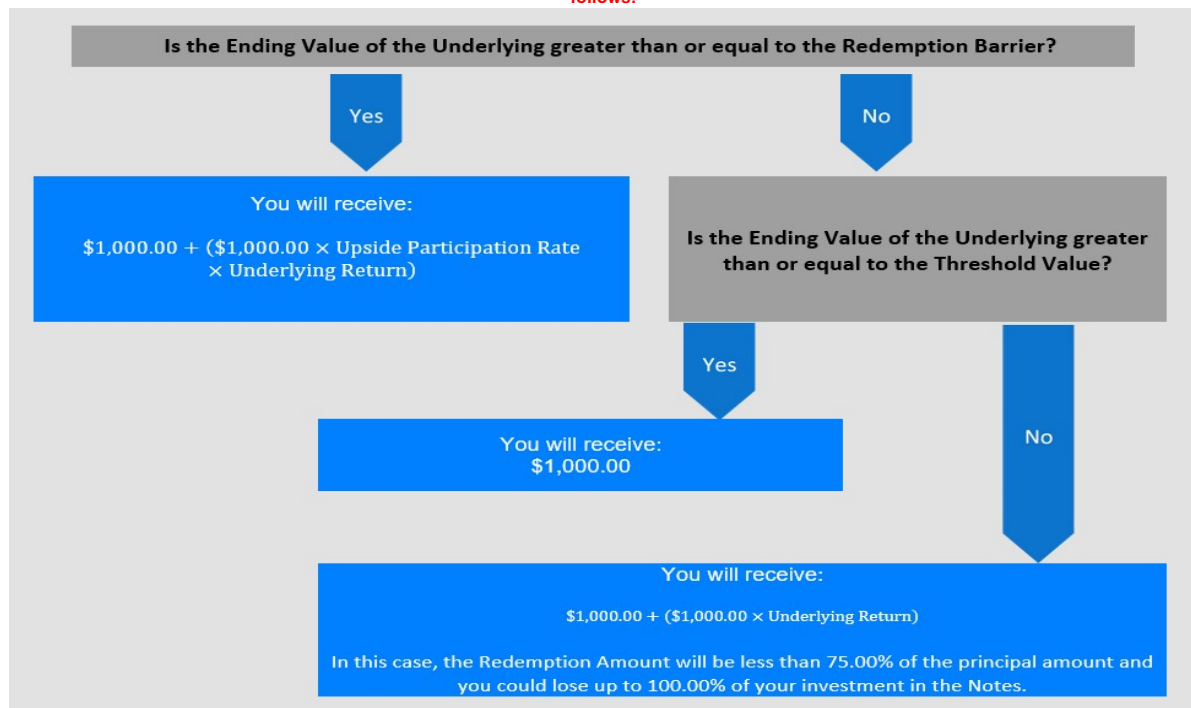 follows:
Is the Ending Value of the Underlying greater than or equal to the Redemption Barrier?
Yes
No
You will receive:
$1,000.00 + ($1,000.00 × Upside Participation Rate
× Underlying Return)
Is the Ending Value of the Underlying greater
than or equal to the Threshold Value?
Yes
No
You will receive:
$1,000.00
You will receive:
$1,000.00 + ($1,000.00 × Underlying Return)
In this case, the Redemption Amount will be less than 75.00% of the principal amount and
you could lose up to 100.00% of your investment in the Notes.